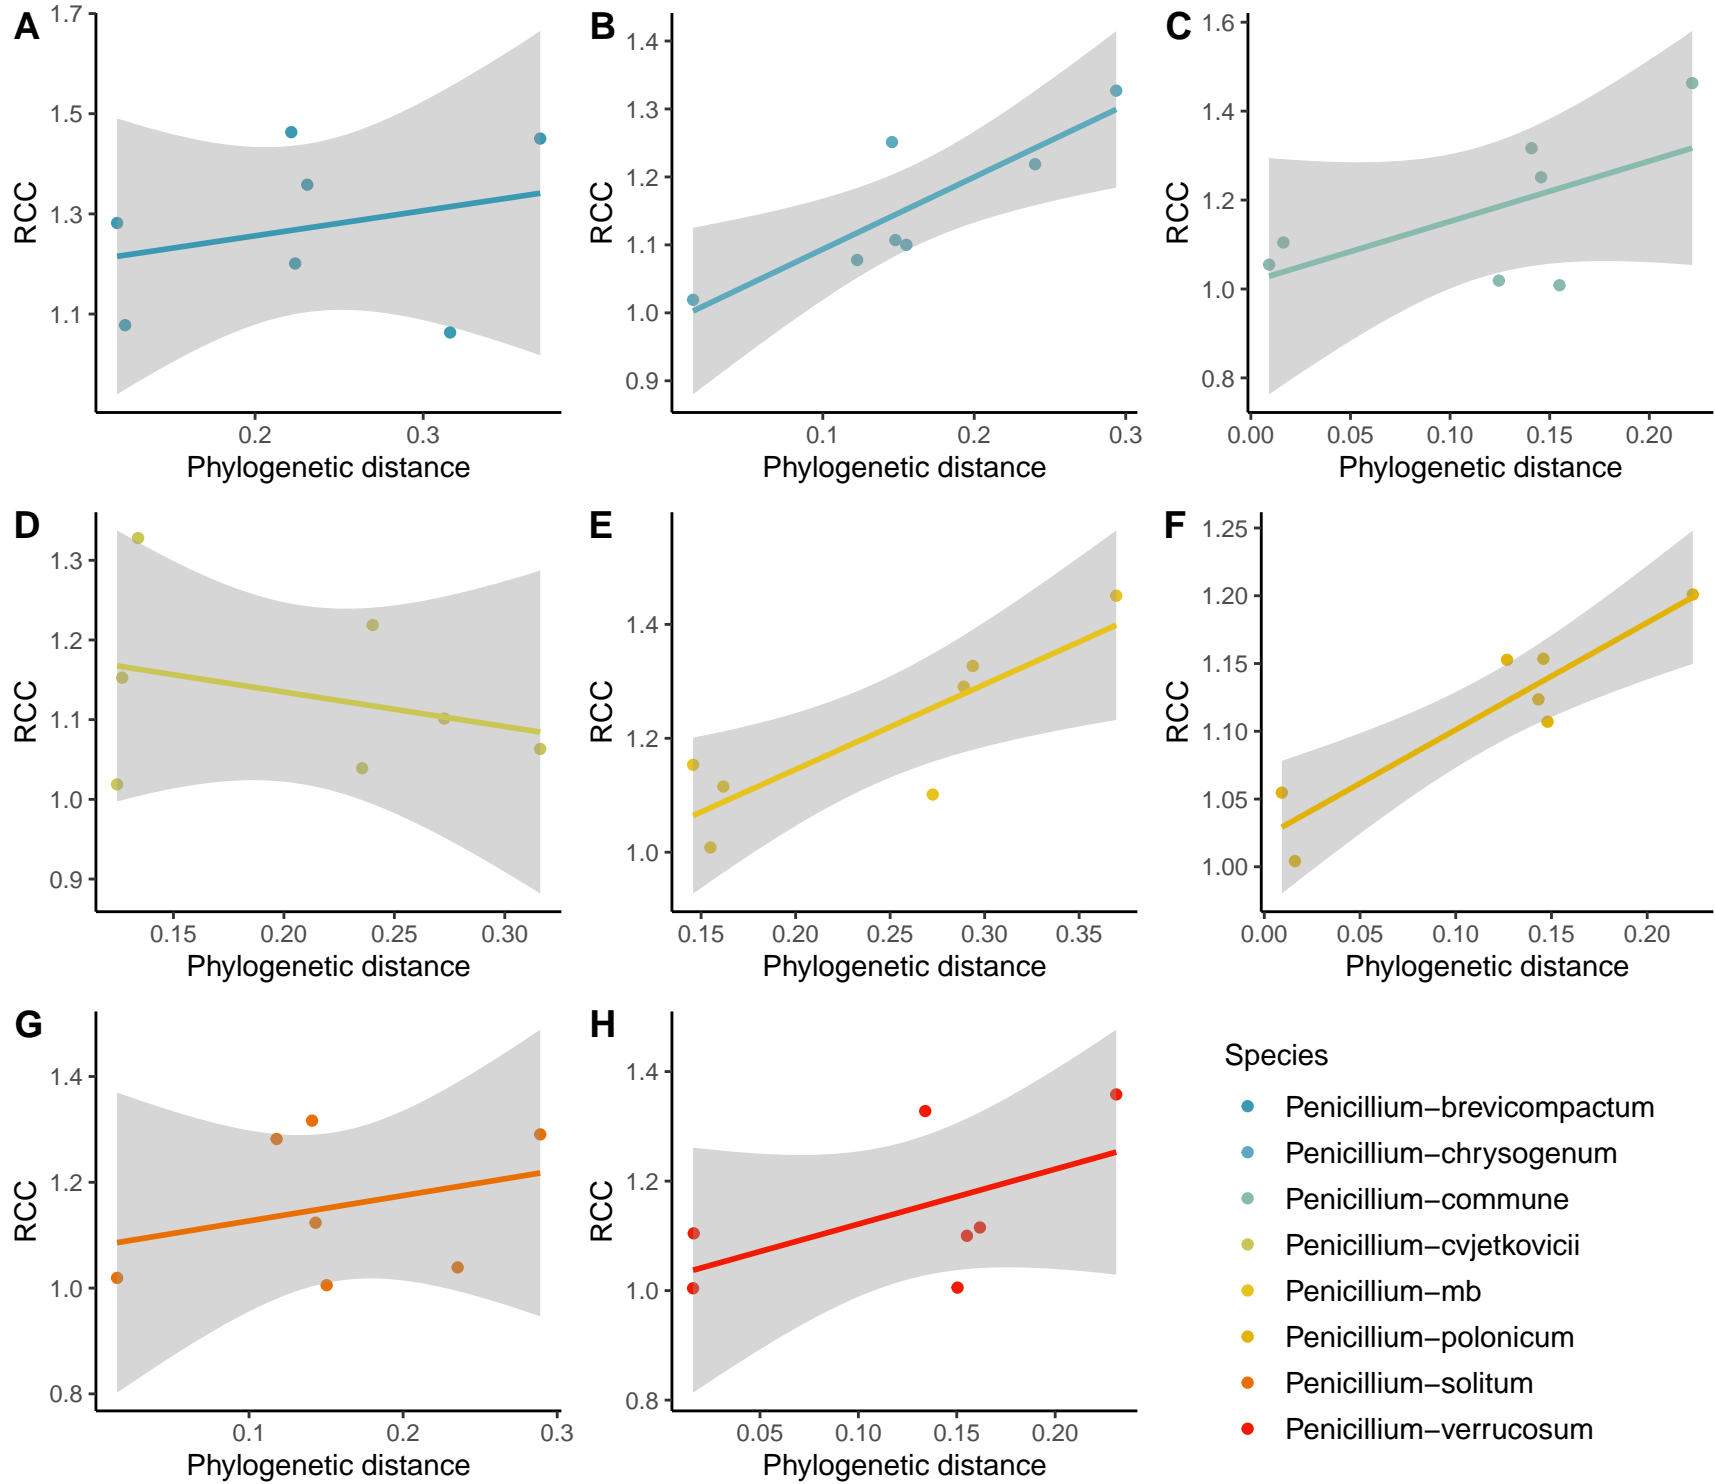 A
1.7
1.5
1.3
1.1
RCC
0.2 0.3
Phylogenetic distance
B
1.4
1.3
1.2
1.1
1.0
0.9
RCC
0.1 0.2 0.3
Phylogenetic distance
C
1.6
1.4
1.2
1.0
0.8
RCC
0.00 0.05 0.10 0.15 0.20
Phylogenetic distance
D
1.3
1.2
1.1
1.0
0.9
RCC
0.15 0.20 0.25 0.30
Phylogenetic distance
E
1.4
1.2
1.0
RCC
0.15 0.20 0.25 0.30 0.35
Phylogenetic distance
F
1.25
1.20
1.15
1.10
1.05
1.00
RCC
0.00 0.05 0.10 0.15 0.20
Phylogenetic distance
G
1.4
1.2
1.0
0.8
RCC
0.1 0.2 0.3
Phylogenetic distance
H
1.4
1.2
1.0
0.8
RCC
0.05 0.10 0.15 0.20
Phylogenetic distance
Species
Penicillium−brevicompactum
Penicillium−chrysogenum
Penicillium−commune
Penicillium−cvjetkovicii
Penicillium−mb
Penicillium−polonicum
Penicillium−solitum
Penicillium−verrucosum